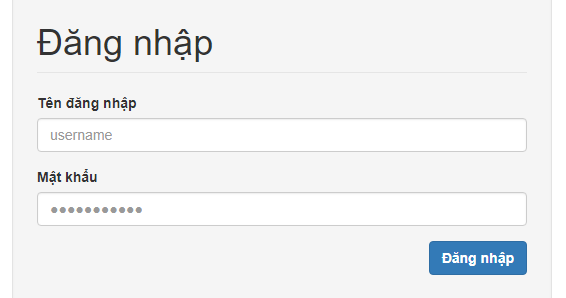 Đăng nhập
Tên đăng nhập
username
Mật khẩu
●●●●●●●●●●●
Đăng nhập